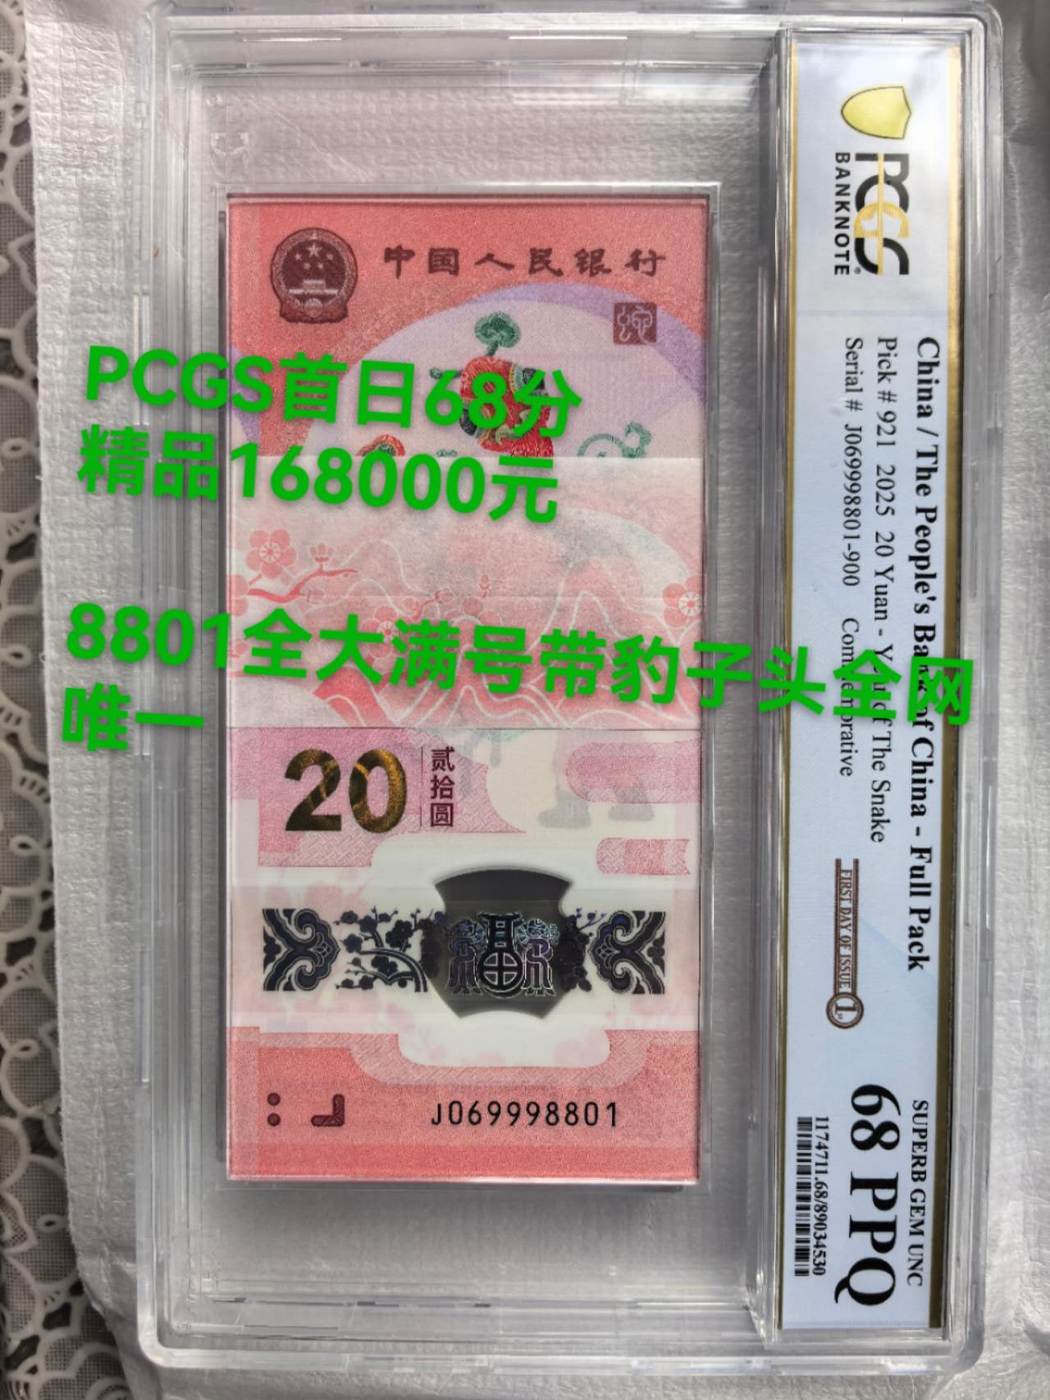 中国人民银行
PCGS首日68分
精品168000元
8801全大满号带豹子头全网
唯一
20
贰拾圆
J069998801
PCGS
BANKNOTE
China / The People's Bank of China - Full Pack
Pick # 921 2025 20 Yuan - Year of The Snake
Serial # J069998801-900 Commemorative
FIRST DAY OF ISSUE
SUPERB GEM UNC
68 PPQ
1174711.68/89034530